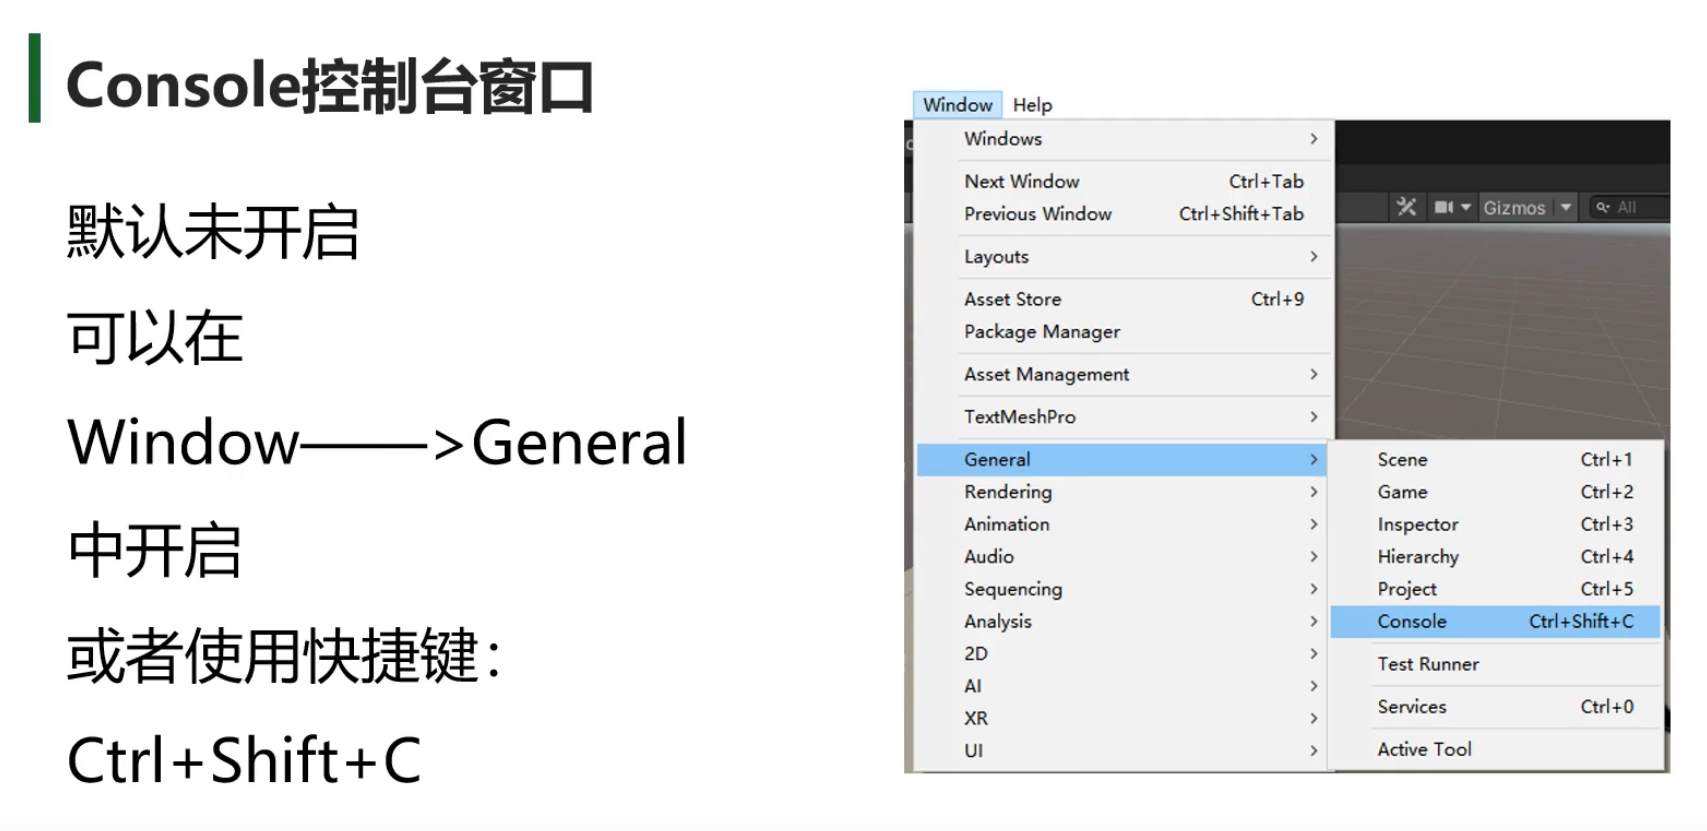 Console控制台窗口
默认未开启
可以在
Window——>General
中开启
或者使用快捷键：
Ctrl+Shift+C
Window Help
Windows
Next Window Ctrl+Tab
Previous Window Ctrl+Shift+Tab
Layouts
Asset Store Ctrl+9
Package Manager
Asset Management
TextMeshPro
General
Rendering
Animation
Audio
Sequencing
Analysis
2D
AI
XR
UI
Gizmos All
Scene Ctrl+1
Game Ctrl+2
Inspector Ctrl+3
Hierarchy Ctrl+4
Project Ctrl+5
Console Ctrl+Shift+C
Test Runner
Services Ctrl+0
Active Tool